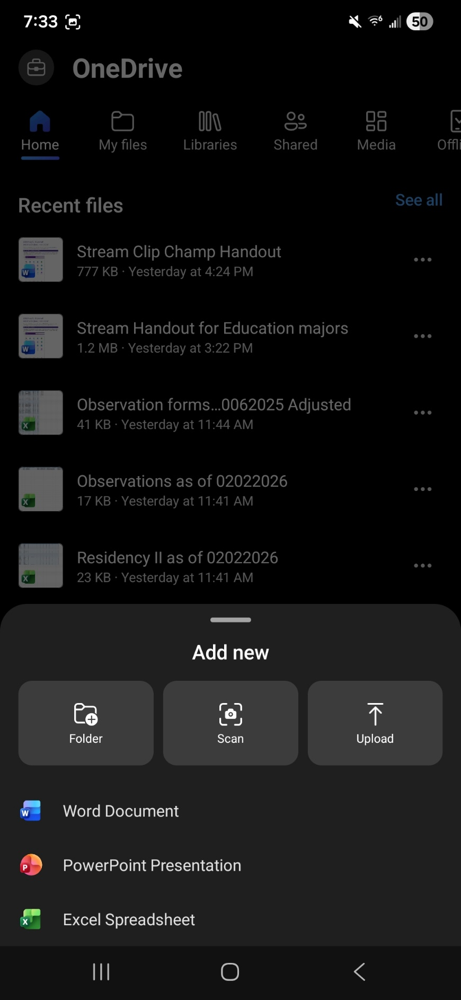 7:33
50
OneDrive
Home
My files
Libraries
Shared
Media
Offli
Recent files
See all
Stream Clip Champ Handout
777 KB · Yesterday at 4:24 PM
Stream Handout for Education majors
1.2 MB · Yesterday at 3:22 PM
Observation forms...0062025 Adjusted
41 KB · Yesterday at 11:44 AM
Observations as of 02022026
17 KB · Yesterday at 11:41 AM
Residency II as of 02022026
23 KB · Yesterday at 11:41 AM
Add new
Folder
Scan
Upload
Word Document
PowerPoint Presentation
Excel Spreadsheet